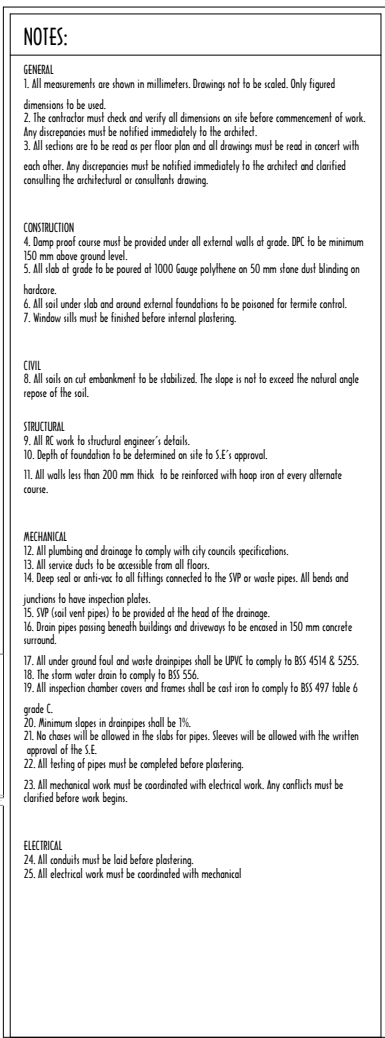 NOTES:
GENERAL
1. All measurements are shown in millimeters. Drawings not to be scaled. Only figured
dimensions to be used.
2. The contractor must check and verify all dimensions on site before commencement of work.
Any discrepancies must be notified immediately to the architect.
3. All sections are to be read as per floor plan and all drawings must be read in concert with
each other. Any discrepancies must be notified immediately to the architect and clarified
consulting the architectural or consultants drawing.
CONSTRUCTION
4. Damp proof course must be provided under all external walls at grade. DPC to be minimum
150 mm above ground level.
5. All slab at grade to be poured at 1000 Gauge polythene on 50 mm stone dust blinding on
hardcore.
6. All soil under slab and around external foundations to be poisoned for termite control.
7. Window sills must be finished before internal plastering.
CIVIL
8. All soils on cut embankment to be stabilized. The slope is not to exceed the natural angle
repose of the soil.
STRUCTURAL
9. All RC work to structural engineer's details.
10. Depth of foundation to be determined on site to S.E's approval.
11. All walls less than 200 mm thick to be reinforced with hoop iron at every alternate
course.
MECHANICAL
12. All plumbing and drainage to comply with city councils specifications.
13. All service ducts to be accessible from all floors.
14. Deep seal or anti-vac to all fittings connected to the SVP or waste pipes. All bends and
junctions to have inspection plates.
15. SVP (soil vent pipes) to be provided at the head of the drainage.
16. Drain pipes passing beneath buildings and driveways to be encased in 150 mm concrete
surround.
17. All under ground foul and waste drainpipes shall be UPVC to comply to BSS 4514 & 5255.
18. The storm water drain to comply to BSS 556.
19. All inspection chamber covers and frames shall be cast iron to comply to BSS 497 table 6
grade C.
20. Minimum slopes in drainpipes shall be 1%.
21. No chases will be allowed in the slabs for pipes. Sleeves will be allowed with the written
approval of the S.E.
22. All testing of pipes must be completed before plastering.
23. All mechanical work must be coordinated with electrical work. Any conflicts must be
clarified before work begins.
ELECTRICAL
24. All conduits must be laid before plastering.
25. All electrical work must be coordinated with mechanical